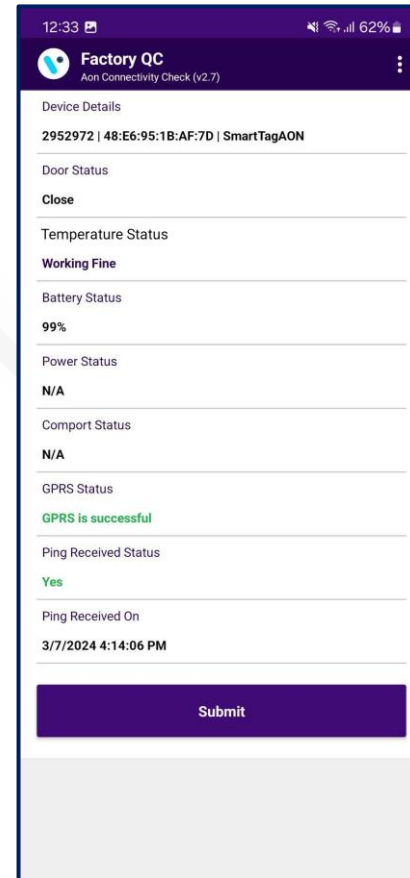 12:33 62%
Factory QC
Aon Connectivity Check (v2.7)
Device Details
2952972 | 48:E6:95:1B:AF:7D | SmartTagAON
Door Status
Close
Temperature Status
Working Fine
Battery Status
99%
Power Status
N/A
Comport Status
N/A
GPRS Status
GPRS is successful
Ping Received Status
Yes
Ping Received On
3/7/2024 4:14:06 PM
Submit